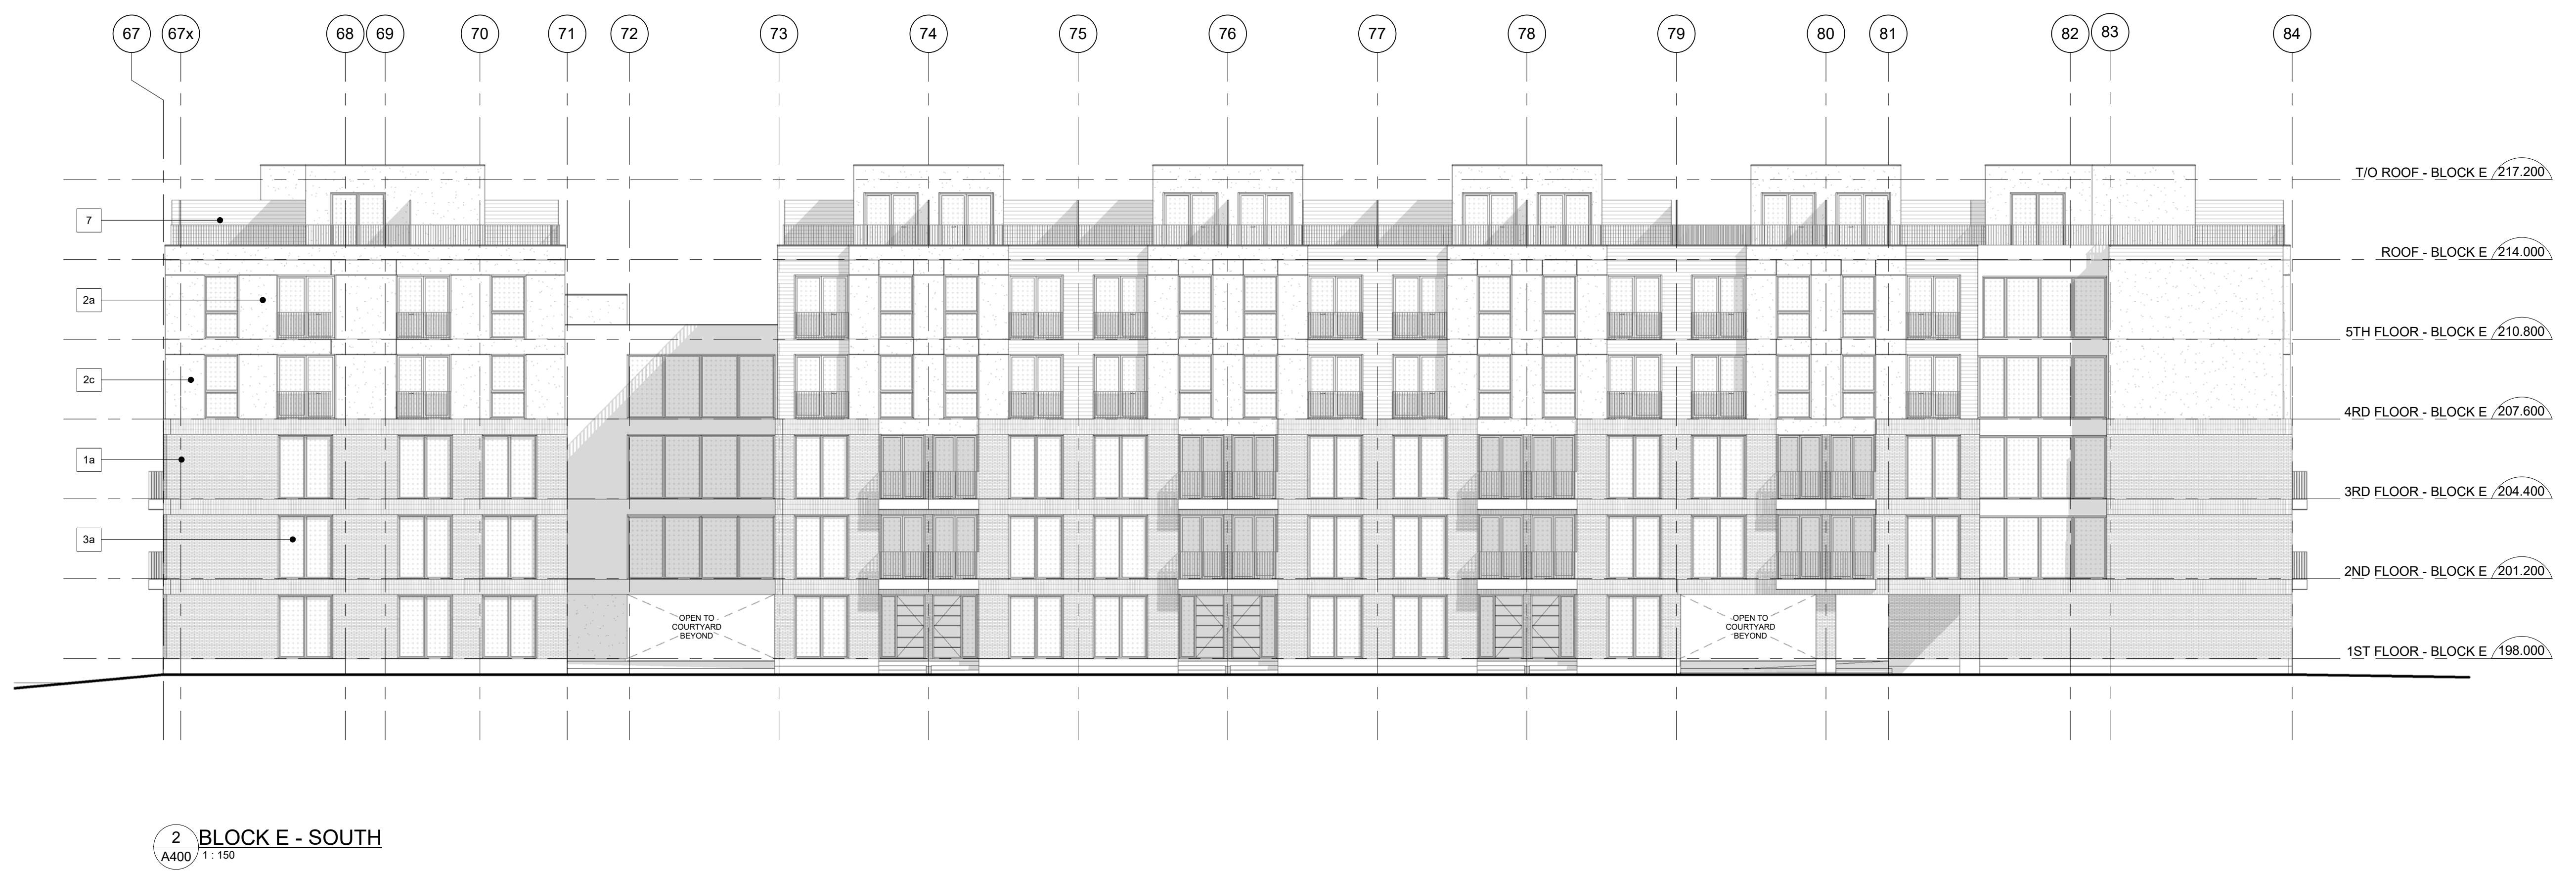 67 67x 68 69 70 71 72 73 74 75 76 77 78 79 80 81 82 83 84
T/O ROOF - BLOCK E 217.200
7
ROOF - BLOCK E 214.000
2a
5TH FLOOR - BLOCK E 210.800
2c
4RD FLOOR - BLOCK E 207.600
1a
3RD FLOOR - BLOCK E 204.400
3a
2ND FLOOR - BLOCK E 201.200
OPEN TO
COURTYARD
BEYOND
OPEN TO
COURTYARD
BEYOND
1ST FLOOR - BLOCK E 198.000
2
A400
BLOCK E - SOUTH
1 : 150